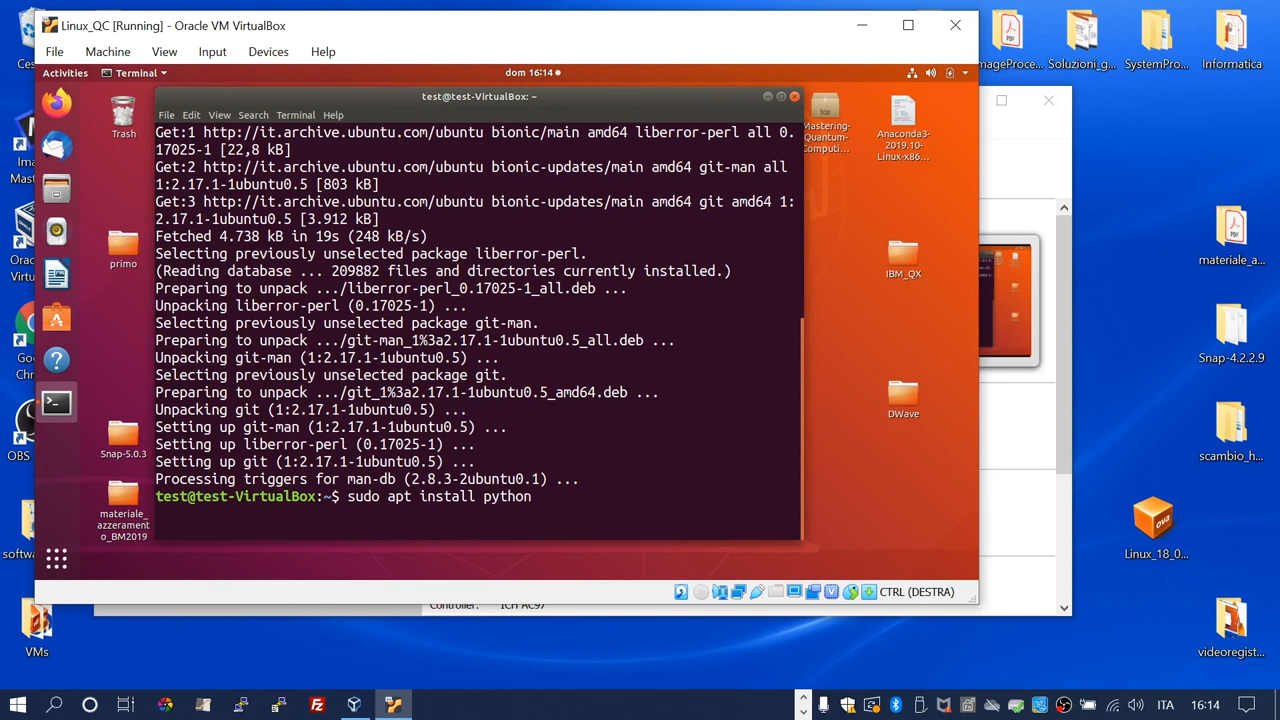 Linux_QC [Running] - Oracle VM VirtualBox
File Machine View Input Devices Help
Activities Terminal dom 16:14
test@test-VirtualBox: ~
File Edit View Search Terminal Help
Get:1 http://it.archive.ubuntu.com/ubuntu bionic/main amd64 liberror-perl all 0.
17025-1 [22,8 kB]
Get:2 http://it.archive.ubuntu.com/ubuntu bionic-updates/main amd64 git-man all
1:2.17.1-1ubuntu0.5 [803 kB]
Get:3 http://it.archive.ubuntu.com/ubuntu bionic-updates/main amd64 git amd64 1:
2.17.1-1ubuntu0.5 [3.912 kB]
Fetched 4.738 kB in 19s (248 kB/s)
Selecting previously unselected package liberror-perl.
(Reading database ... 209882 files and directories currently installed.)
Preparing to unpack .../liberror-perl_0.17025-1_all.deb ...
Unpacking liberror-perl (0.17025-1) ...
Selecting previously unselected package git-man.
Preparing to unpack .../git-man_1%3a2.17.1-1ubuntu0.5_all.deb ...
Unpacking git-man (1:2.17.1-1ubuntu0.5) ...
Selecting previously unselected package git.
Preparing to unpack .../git_1%3a2.17.1-1ubuntu0.5_amd64.deb ...
Unpacking git (1:2.17.1-1ubuntu0.5) ...
Setting up git-man (1:2.17.1-1ubuntu0.5) ...
Setting up liberror-perl (0.17025-1) ...
Setting up git (1:2.17.1-1ubuntu0.5) ...
Processing triggers for man-db (2.8.3-2ubuntu0.1) ...
test@test-VirtualBox:~$ sudo apt install python
Trash
primo
Snap-5.0.3
materiale_
azzerament
o_BM2019
Mastering-
Quantum-
Computi...
Anaconda3-
2019.10-
Linux-x86...
IBM_QX
DWave
CTRL (DESTRA)
Controller: ICH AC97
Soluzioni_g...
SystemPro...
Informatica
materiale_a...
Snap-4.2.2.9
scambio_h...
Linux_18_0...
videoregist...
VMs
ITA 16:14